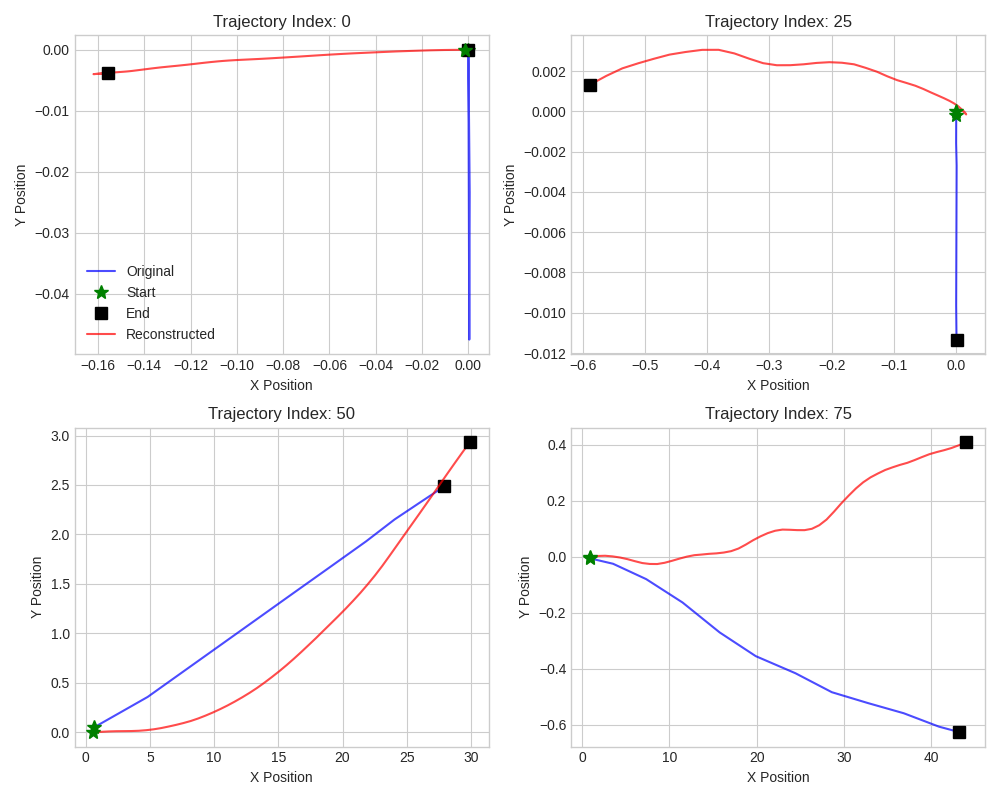 Trajectory Index: 0
0.00
−0.01
−0.02
−0.03
−0.04
Y Position
Original
Start
End
Reconstructed
−0.16 −0.14 −0.12 −0.10 −0.08 −0.06 −0.04 −0.02 0.00
X Position
Trajectory Index: 25
0.002
0.000
−0.002
−0.004
−0.006
−0.008
−0.010
−0.012
Y Position
−0.6 −0.5 −0.4 −0.3 −0.2 −0.1 0.0
X Position
Trajectory Index: 50
3.0
2.5
2.0
1.5
1.0
0.5
0.0
Y Position
0 5 10 15 20 25 30
X Position
Trajectory Index: 75
0.4
0.2
0.0
−0.2
−0.4
−0.6
Y Position
0 10 20 30 40
X Position